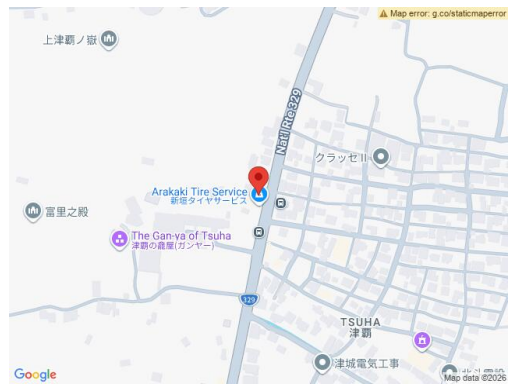 Map error: g.co/staticmaperror
上津覇ノ嶽
Nat'l Rte 329
クラッセⅡ
Arakaki Tire Service
新垣タイヤサービス
富里之殿
The Gan-ya of Tsuha
津覇の龕屋(ガンヤー)
129
TSUHA
津覇
津城電気工事
Google
Map data ©2026